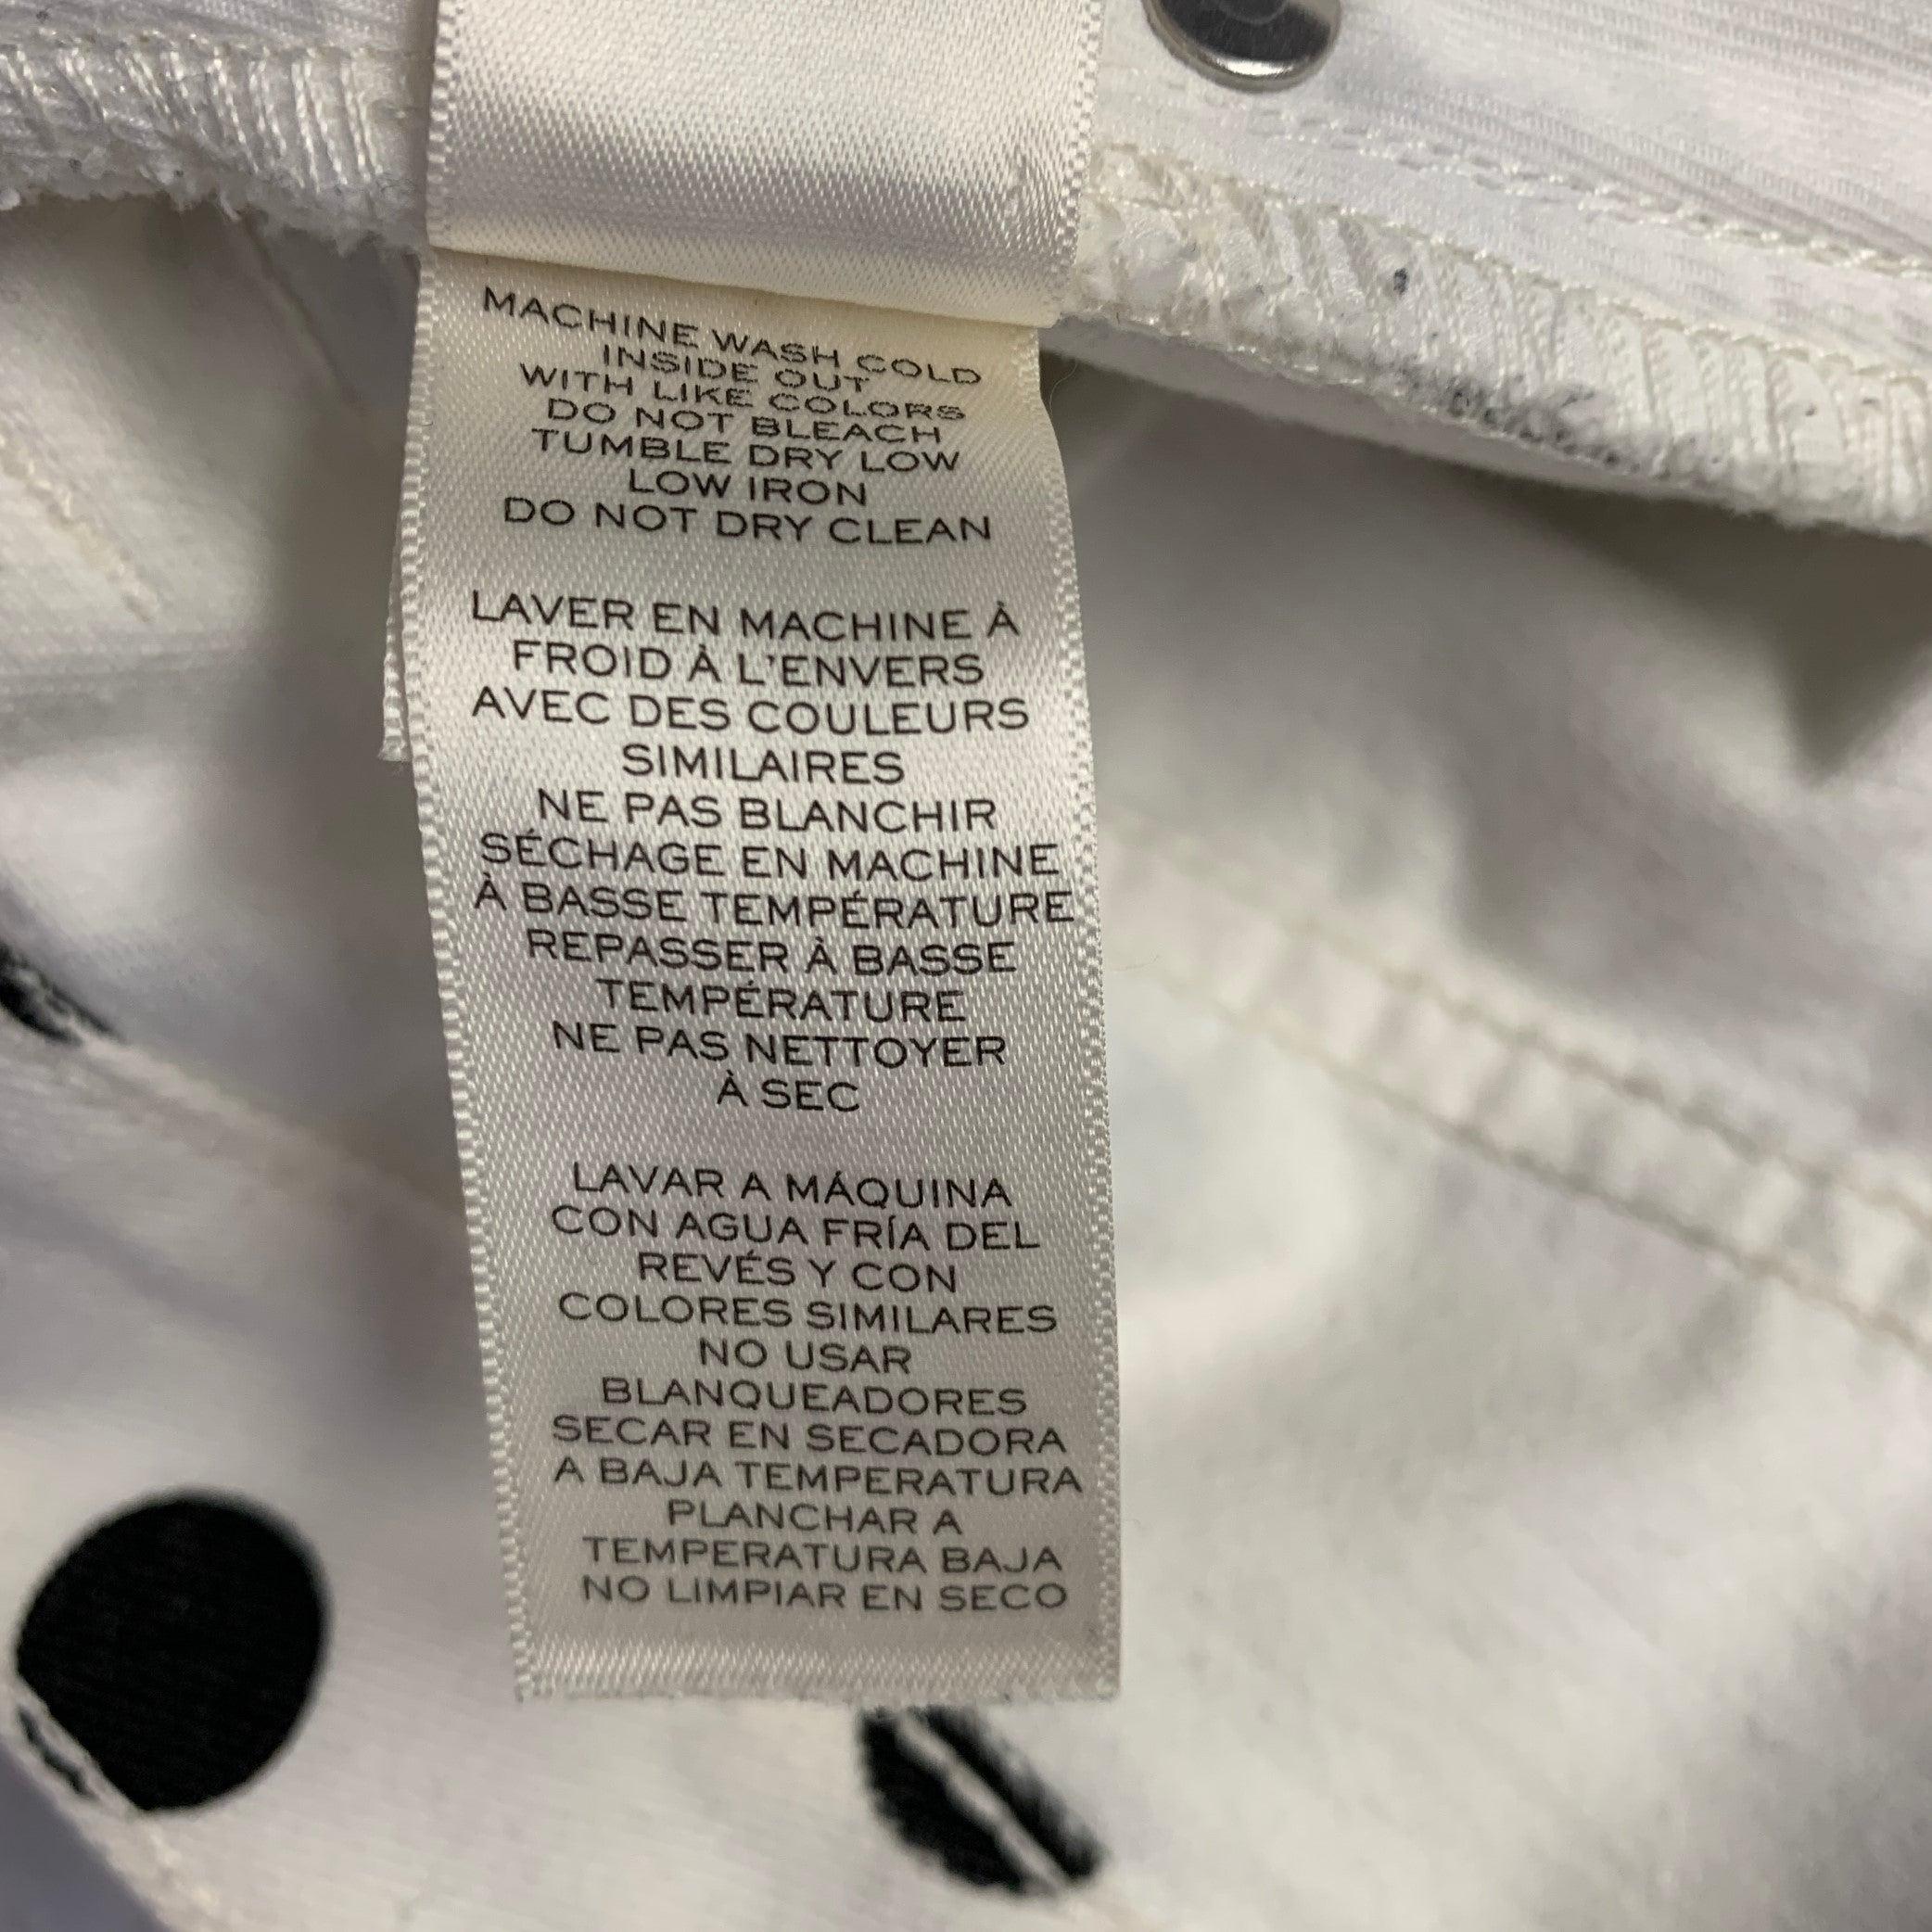 MACHINE WASH COLD
INSIDE OUT
WITH LIKE COLORS
DO NOT BLEACH
TUMBLE DRY LOW
LOW IRON
DO NOT DRY CLEAN
LAVER EN MACHINE À
FROID À L'ENVERS
AVEC DES COULEURS
SIMILAIRES
NE PAS BLANCHIR
SÉCHAGE EN MACHINE
À BASSE TEMPÉRATURE
REPASSER À BASSE
TEMPÉRATURE
NE PAS NETTOYER
À SEC
LAVAR A MÁQUINA
CON AGUA FRÍA DEL
REVÉS Y CON
COLORES SIMILARES
NO USAR
BLANQUEADORES
SECAR EN SECADORA
A BAJA TEMPERATURA
PLANCHAR A
TEMPERATURA BAJA
NO LIMPIAR EN SECO